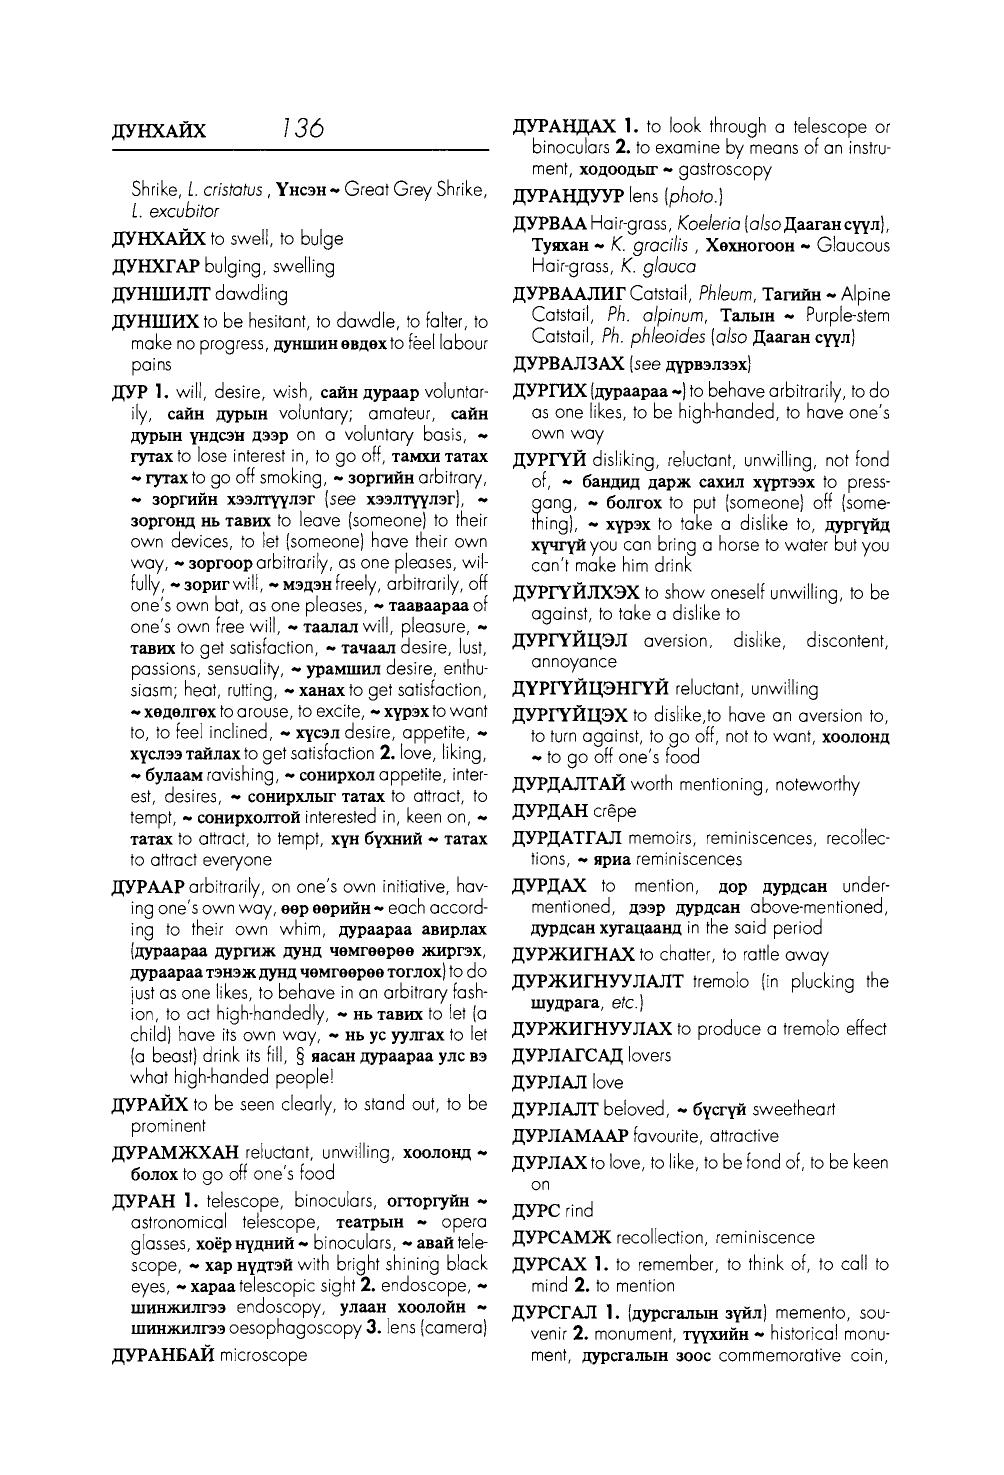 ДУНХАЙХ 136
Shrike, L. cristatus, Үнсэн ~ Great Grey Shrike,
L. excubitor
ДУНХАЙХ to swell, to bulge
ДУНХГАР bulging, swelling
ДУНШИЛТ dawdling
ДУНШИХ to be hesitant, to dawdle, to falter, to
make no progress, дуншин өвдөх to feel labour
pains
ДУР 1. will, desire, wish, сайн дураар voluntar-
ily, сайн дурын voluntary; amateur, сайн
дурын үндсэн дээр on a voluntary basis, ~
гутах to lose interest in, to go off, тамхи татах
~ гутах to go off smoking, ~ зоргийн arbitrary,
~ зоргийн хээлтүүлэг (see хээлтүүлэг), ~
зоргонд нь тавих to leave (someone) to their
own devices, to let (someone) have their own
way, ~ зоргоор arbitrarily, as one pleases, wil-
fully, ~ зориг will, ~ мэдэн freely, arbitrarily, off
one's own bat, as one pleases, ~ тааваараа of
one's own free will, ~ таалал will, pleasure, ~
тавих to get satisfaction, ~ тачаал desire, lust,
passions, sensuality, ~ урамшил desire, enthu-
siasm; heat, rutting, ~ ханах to get satisfaction,
~ хөдөлгөх to arouse, to excite, ~ хүрэх to want
to, to feel inclined, ~ хүсэл desire, appetite, ~
хүслээ тайлах to get satisfaction 2. love, liking,
~ булаам ravishing, ~ сонирхол appetite, inter-
est, desires, ~ сонирхлыг татах to attract, to
tempt, ~ сонирхолтой interested in, keen on, ~
татах to attract, to tempt, хүн бүхний ~ татах
to attract everyone
ДУРААР arbitrarily, on one's own initiative, hav-
ing one's own way, өөр өөрийн ~ each accord-
ing to their own whim, дураараа авирлах
(дураараа дургиж дунд чөмгөөрөө жиргэх,
дураараа тэнэж дунд чөмгөөрөө тоглох) to do
just as one likes, to behave in an arbitrary fash-
ion, to act high-handedly, ~ нь тавих to let (a
child) have its own way, ~ нь ус уулгах to let
(a beast) drink its fill, § яасан дураараа улс вэ
what high-handed people!
ДУРАЙХ to be seen clearly, to stand out, to be
prominent
ДУРАМЖХАН reluctant, unwilling, хоолонд ~
болох to go off one's food
ДУРАН 1. telescope, binoculars, огторгуйн ~
astronomical telescope, театрын ~ opera
glasses, хоёр нүдний ~ binoculars, ~ авай tele-
scope, ~ хар нүдтэй with bright shining black
eyes, ~ хараа telescopic sight 2. endoscope, ~
шинжилгээ endoscopy, улаан хоолойн ~
шинжилгээ oesophagoscopy 3. lens (camera)
ДУРАНБАЙ microscope
ДУРАНДАХ 1. to look through a telescope or
binoculars 2. to examine by means of an instru-
ment, ходоодыг ~ gastroscopy
ДУРАНДУУР lens (photo.)
ДУРВАА Hair-grass, Koeleria (also Дааган сүүл),
Туяхан ~ K. gracilis , Хөхногоон ~ Glaucous
Hair-grass, K. glauca
ДУРВААЛИГ Catstail, Phleum, Тагийн ~ Alpine
Catstail, Ph. alpinum, Талын ~ Purple-stem
Catstail, Ph. phleoides (also Дааган сүүл)
ДУРВАЛЗАХ (see дүрвэлзэх)
ДУРГИХ (дураараа ~) to behave arbitrarily, to do
as one likes, to be high-handed, to have one's
own way
ДУРГҮЙ disliking, reluctant, unwilling, not fond
of, ~ бандид дарж сахил хүртээх to press-
gang, ~ болгох to put (someone) off (some-
thing), ~ хүрэх to take a dislike to, дургүйд
хүчгүй you can bring a horse to water but you
can't make him drink
ДУРГҮЙЛХЭХ to show oneself unwilling, to be
against, to take a dislike to
ДУРГҮЙЦЭЛ aversion, dislike, discontent,
annoyance
ДҮРГҮЙЦЭНГҮЙ reluctant, unwilling
ДУРГҮЙЦЭХ to dislike,to have an aversion to,
to turn against, to go off, not to want, хоолонд
~ to go off one's food
ДУРДАЛТАЙ worth mentioning, noteworthy
ДУРДАН crêpe
ДУРДАТГАЛ memoirs, reminiscences, recollec-
tions, ~ яриа reminiscences
ДУРДАХ to mention, дор дурдсан under-
mentioned, дээр дурдсан above-mentioned,
дурдсан хугацаанд in the said period
ДУРЖИГНАХ to chatter, to rattle away
ДУРЖИГНУУЛАЛТ tremolo (in plucking the
шудрага, etc.)
ДУРЖИГНУУЛАХ to produce a tremolo effect
ДУРЛАГСАД lovers
ДУРЛАЛ love
ДУРЛАЛТ beloved, ~ бүсгүй sweetheart
ДУРЛАМААР favourite, attractive
ДУРЛАХ to love, to like, to be fond of, to be keen
on
ДУРС rind
ДУРСАМЖ recollection, reminiscence
ДУРСАХ 1. to remember, to think of, to call to
mind 2. to mention
ДУРСГАЛ 1. (дурсгалын зүйл) memento, sou-
venir 2. monument, түүхийн ~ historical monu-
ment, дурсгалын зоос commemorative coin,